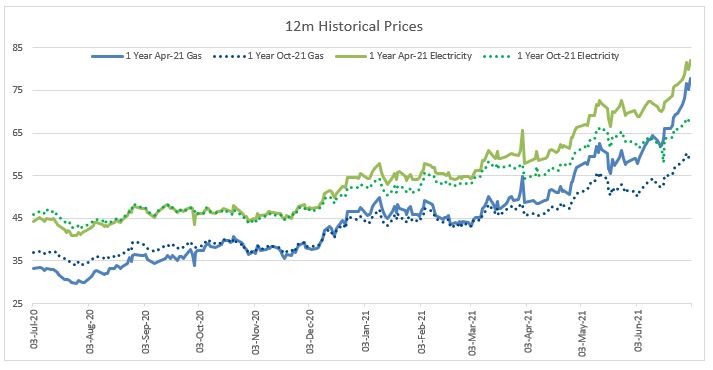 12m Historical Prices
1 Year Apr-21 Gas 1 Year Oct-21 Gas 1 Year Apr-21 Electricity 1 Year Oct-21 Electricity
85
75
65
55
45
35
25
03-Jul-20
03-Aug-20
03-Sep-20
03-Oct-20
03-Nov-20
03-Dec-20
03-Jan-21
03-Feb-21
03-Mar-21
03-Apr-21
03-May-21
03-Jun-21